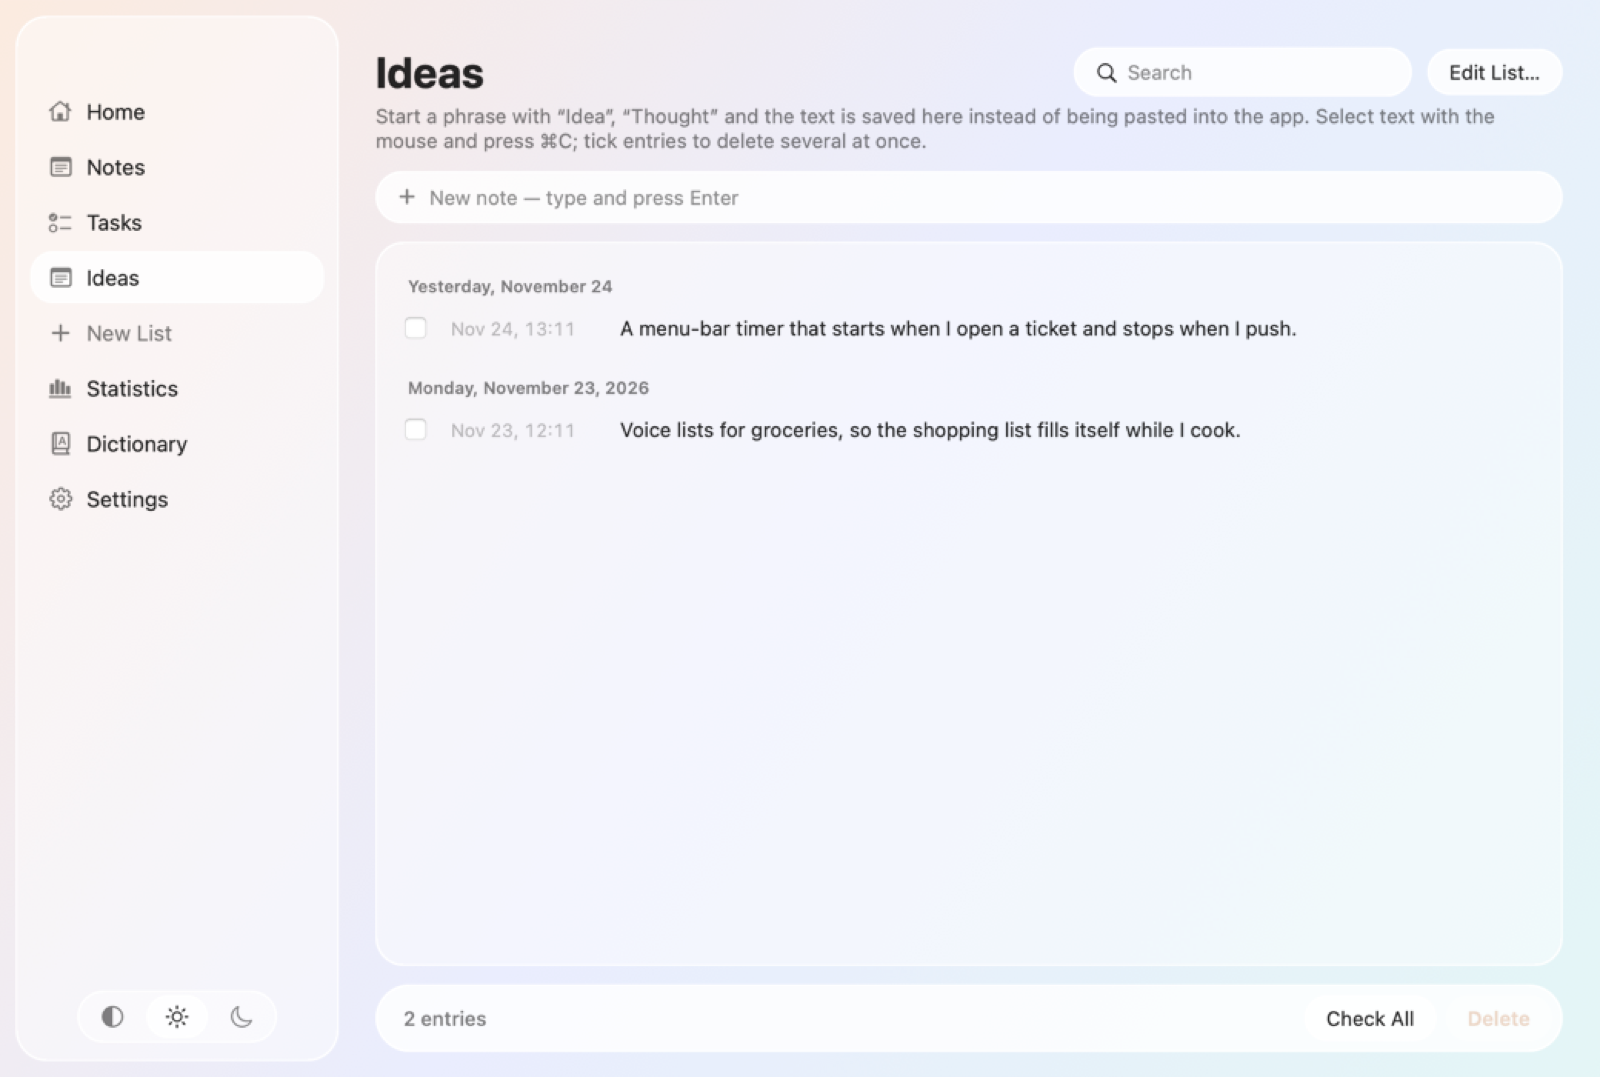 Home
Notes
Tasks
Ideas
New List
Statistics
Dictionary
Settings
Ideas
Search
Edit List...
Start a phrase with “Idea”, “Thought” and the text is saved here instead of being pasted into the app. Select text with the
mouse and press ⌘C; tick entries to delete several at once.
New note — type and press Enter
Yesterday, November 24
Nov 24, 13:11 A menu-bar timer that starts when I open a ticket and stops when I push.
Monday, November 23, 2026
Nov 23, 12:11 Voice lists for groceries, so the shopping list fills itself while I cook.
2 entries
Check All
Delete